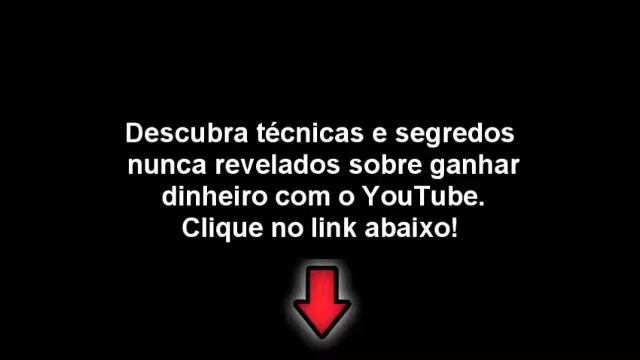 Descubra técnicas e segredos
nunca revelados sobre ganhar
dinheiro com o YouTube.
Clique no link abaixo!